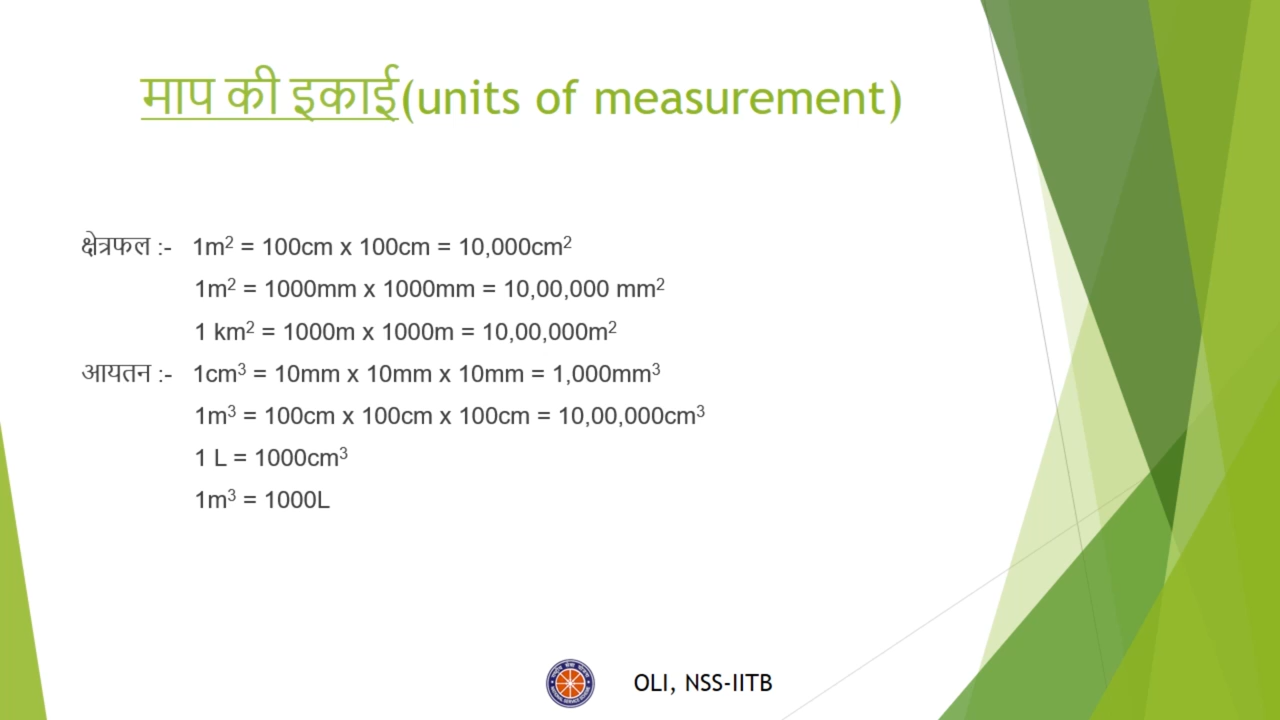 माप की इकाई(units of measurement)
क्षेत्रफल :- 1m² = 100cm x 100cm = 10,000cm²
1m² = 1000mm x 1000mm = 10,00,000 mm²
1 km² = 1000m x 1000m = 10,00,000m²
आयतन :- 1cm³ = 10mm x 10mm x 10mm = 1,000mm³
1m³ = 100cm x 100cm x 100cm = 10,00,000cm³
1 L = 1000cm³
1m³ = 1000L
OLI, NSS-IITB